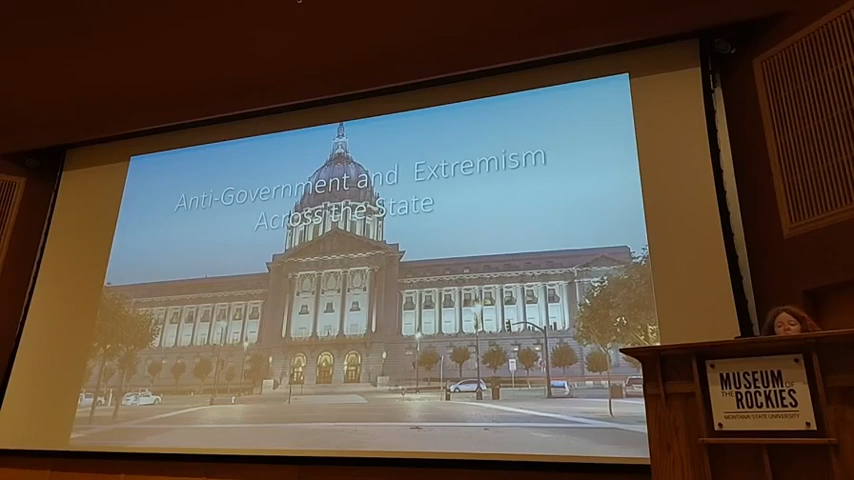 Anti-Government and Extremism
Across the State
MUSEUM OF
THE ROCKIES
MONTANA STATE UNIVERSITY